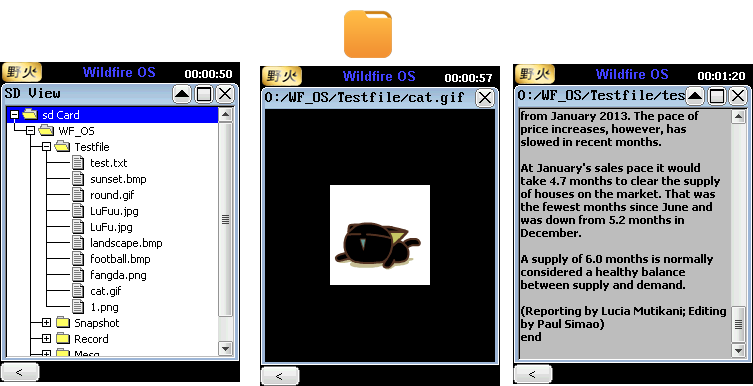 野火 Wildfire OS 00:00:50
SD View
sd Card
WF_OS
Testfile
test.txt
sunset.bmp
round.gif
LuFuu.jpg
LuFu.jpg
landscape.bmp
football.bmp
fangda.png
cat.gif
1.png
Snapshot
Record
Mesg
<
野火 Wildfire OS 00:00:57
0:/WF_OS/Testfile/cat.gif
<
野火 Wildfire OS 00:01:20
0:/WF_OS/Testfile/tes
from January 2013. The pace of
price increases, however, has
slowed in recent months.
At January's sales pace it would
take 4.7 months to clear the supply
of houses on the market. That was
the fewest months since June and
was down from 5.2 months in
December.
A supply of 6.0 months is normally
considered a healthy balance
between supply and demand.
(Reporting by Lucia Mutikani; Editing
by Paul Simao)
end
<